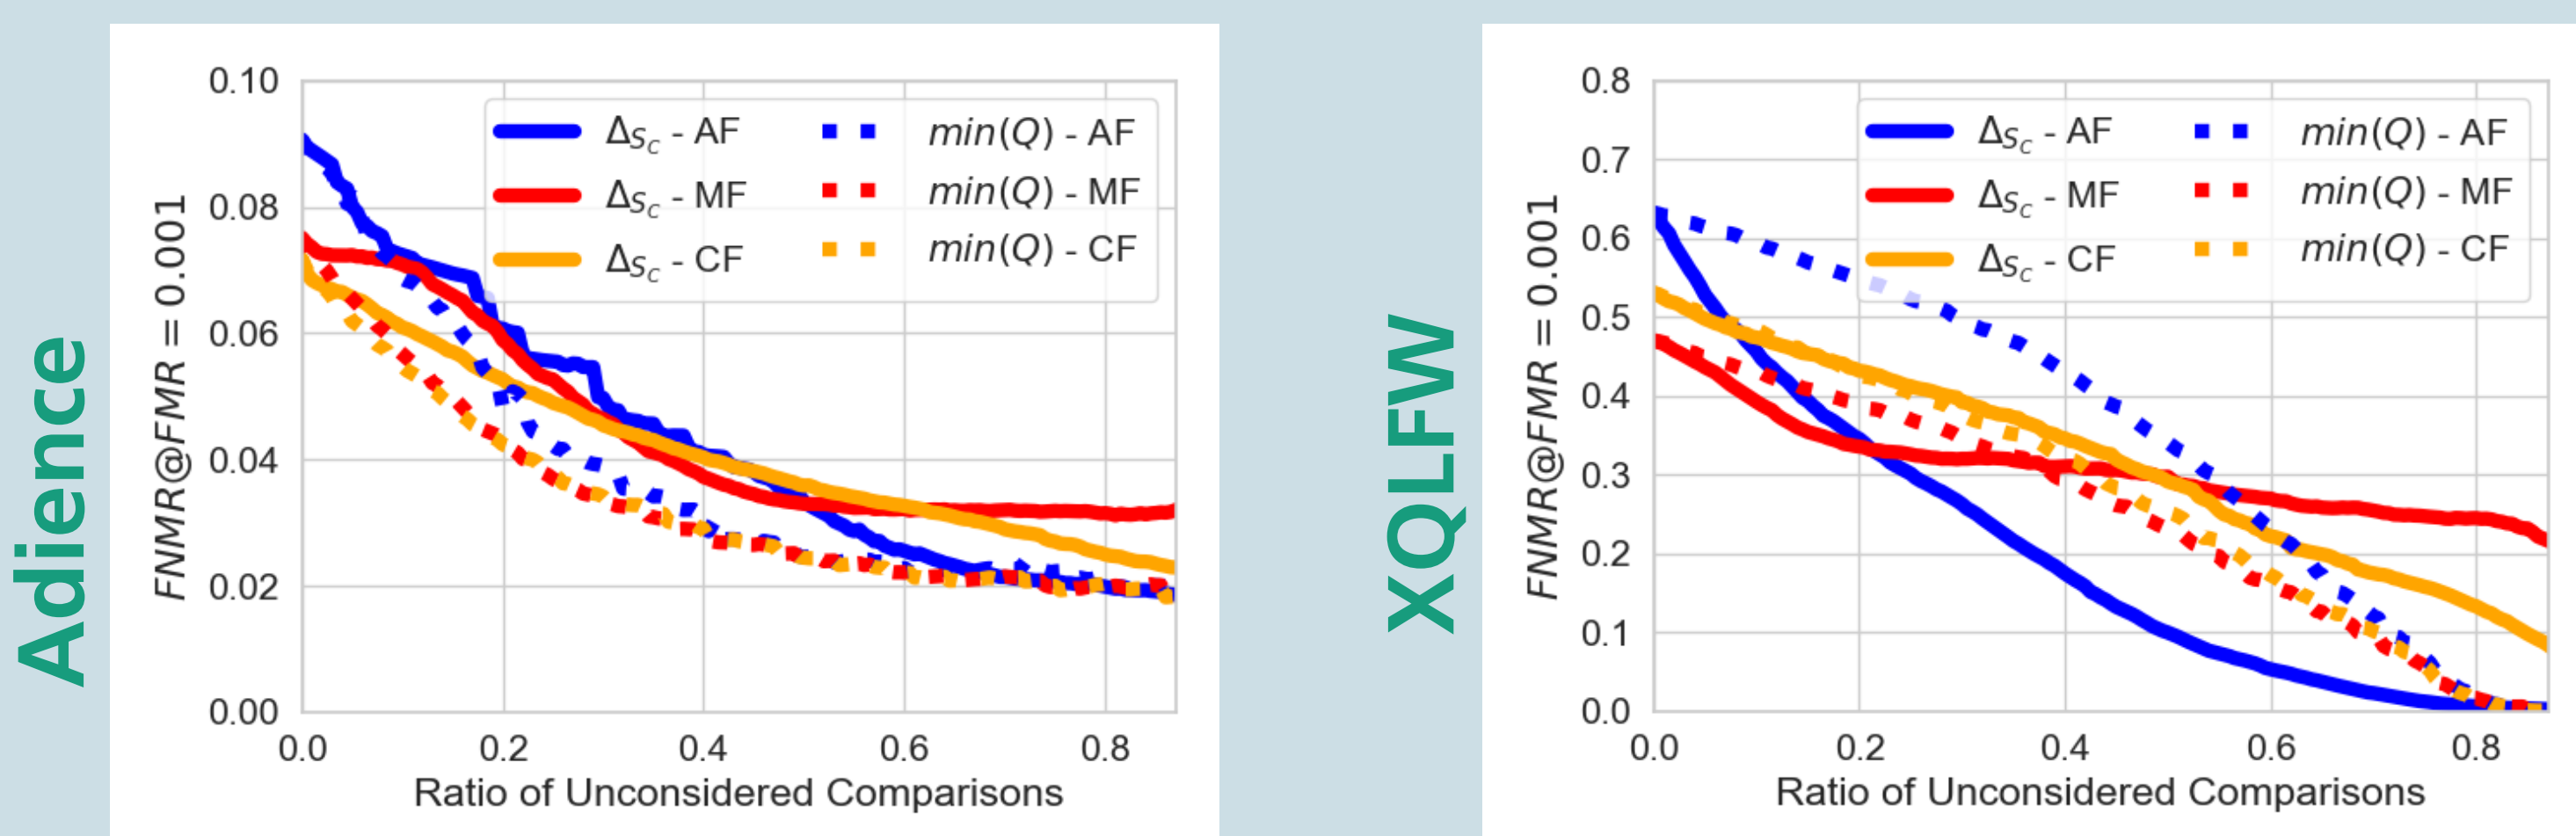 Adience
FNMR@FMR = 0.001
0.10
0.08
0.06
0.04
0.02
0.00
0.0 0.2 0.4 0.6 0.8
Ratio of Unconsidered Comparisons
Δ_{S_C} - AF min(Q) - AF
Δ_{S_C} - MF min(Q) - MF
Δ_{S_C} - CF min(Q) - CF
XQLFW
FNMR@FMR = 0.001
0.8
0.7
0.6
0.5
0.4
0.3
0.2
0.1
0.0
0.0 0.2 0.4 0.6 0.8
Ratio of Unconsidered Comparisons
Δ_{S_C} - AF min(Q) - AF
Δ_{S_C} - MF min(Q) - MF
Δ_{S_C} - CF min(Q) - CF